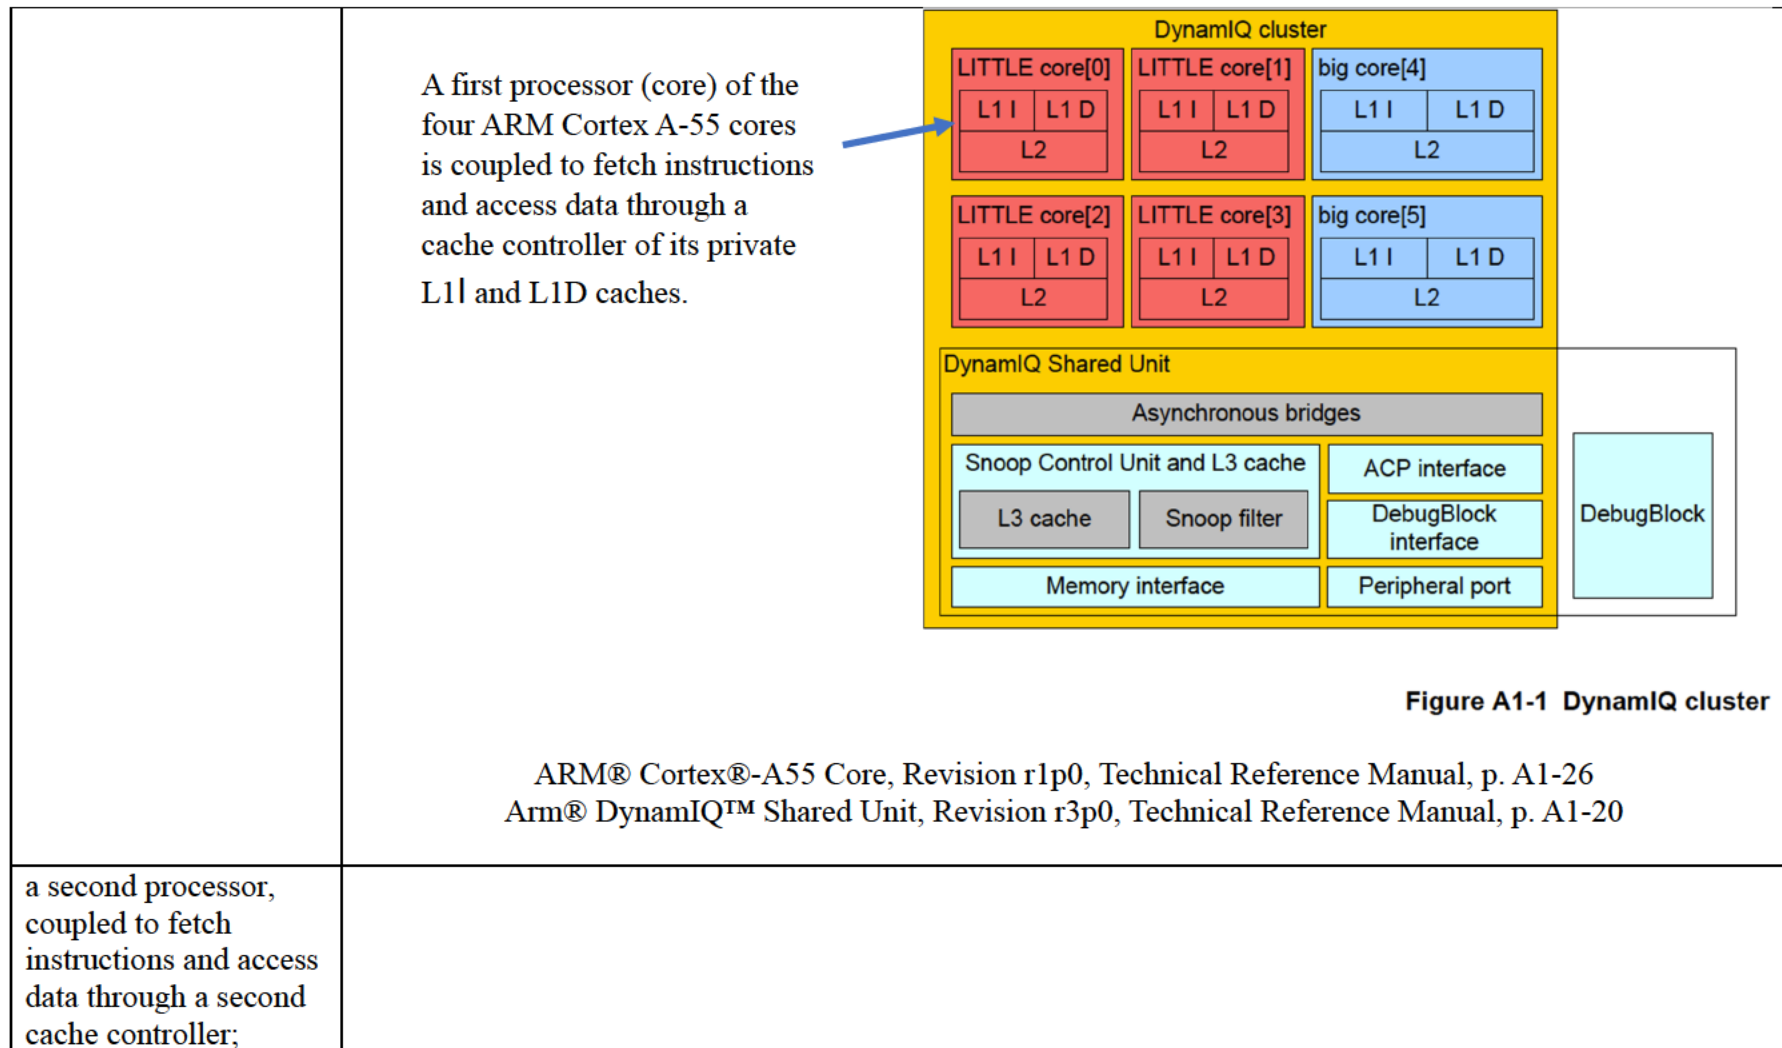 A first processor (core) of the
four ARM Cortex A-55 cores
is coupled to fetch instructions
and access data through a
cache controller of its private
L1I and L1D caches.
DynamIQ cluster
LITTLE core[0]
L1 I
L1 D
L2
LITTLE core[1]
L1 I
L1 D
L2
big core[4]
L1 I
L1 D
L2
LITTLE core[2]
L1 I
L1 D
L2
LITTLE core[3]
L1 I
L1 D
L2
big core[5]
L1 I
L1 D
L2
DynamIQ Shared Unit
Asynchronous bridges
Snoop Control Unit and L3 cache
L3 cache
Snoop filter
ACP interface
DebugBlock
interface
Memory interface
Peripheral port
DebugBlock
Figure A1-1 DynamIQ cluster
ARM® Cortex®-A55 Core, Revision r1p0, Technical Reference Manual, p. A1-26
Arm® DynamIQ™ Shared Unit, Revision r3p0, Technical Reference Manual, p. A1-20
a second processor,
coupled to fetch
instructions and access
data through a second
cache controller;